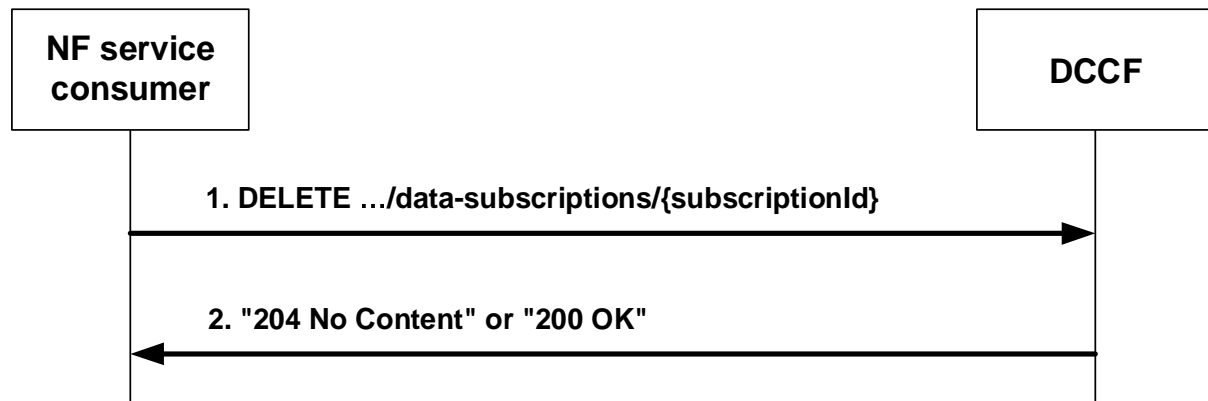 NF service
consumer
DCCF
1. DELETE …/data-subscriptions/{subscriptionId}
2. "204 No Content" or "200 OK"